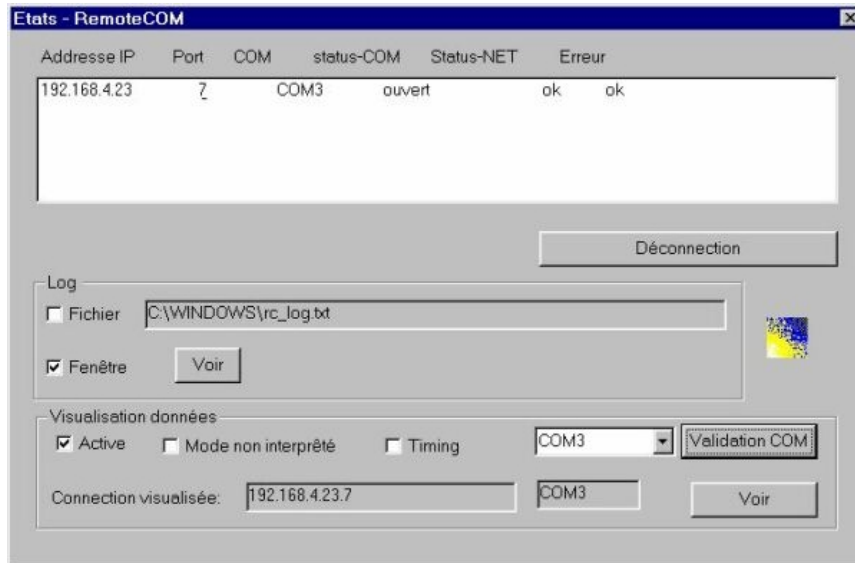 Etats - RemoteCOM
Addresse IP Port COM status-COM Status-NET Erreur
192.168.4.23 7 COM3 ouvert ok ok
Déconnection
Log
Fichier C:\WINDOWS\rc_log.txt
Fenêtre Voir
Visualisation données
Active Mode non interprêté Timing COM3 Validation COM
Connection visualisée: 192.168.4.23.7 COM3 Voir